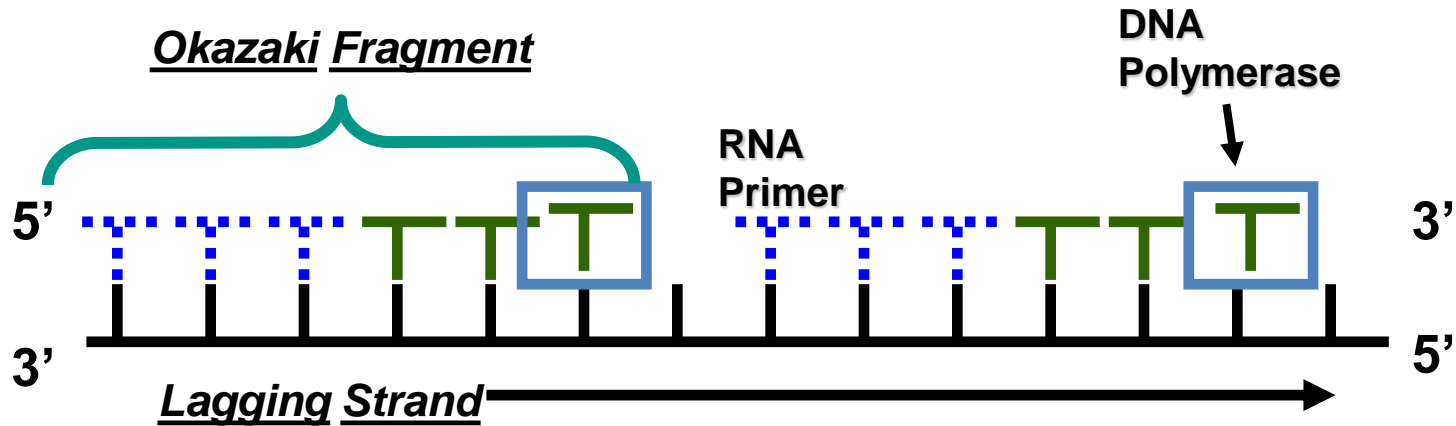 Okazaki Fragment
DNA
Polymerase
RNA
Primer
5’
3’
3’
5’
Lagging Strand